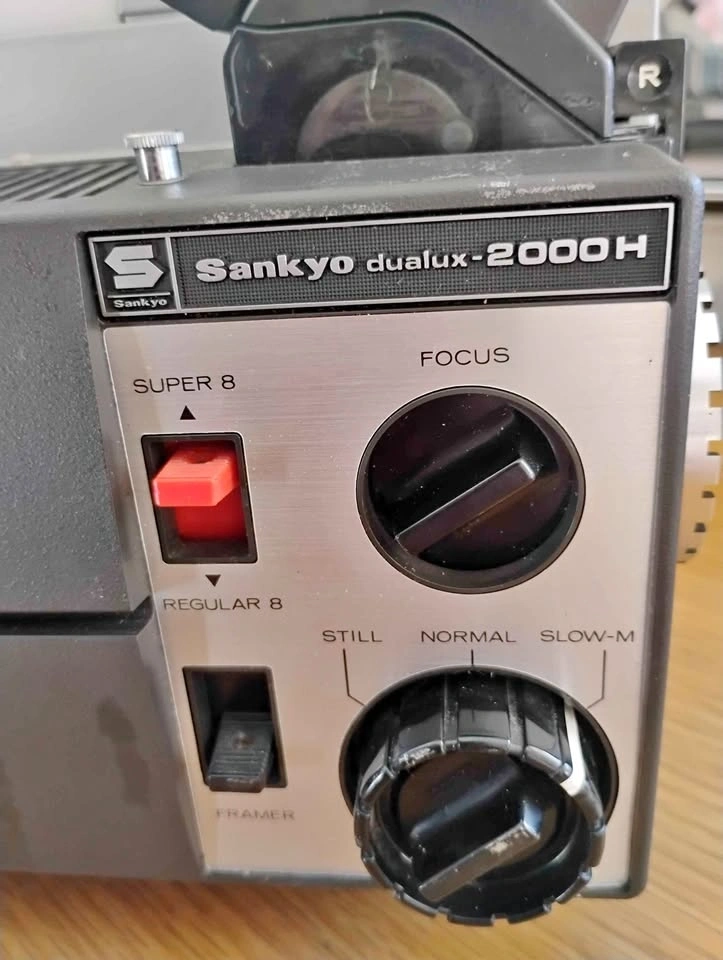 R
S
Sankyo
Sankyo dualux-2000H
SUPER 8
FOCUS
REGULAR 8
STILL NORMAL SLOW-M
FRAMER